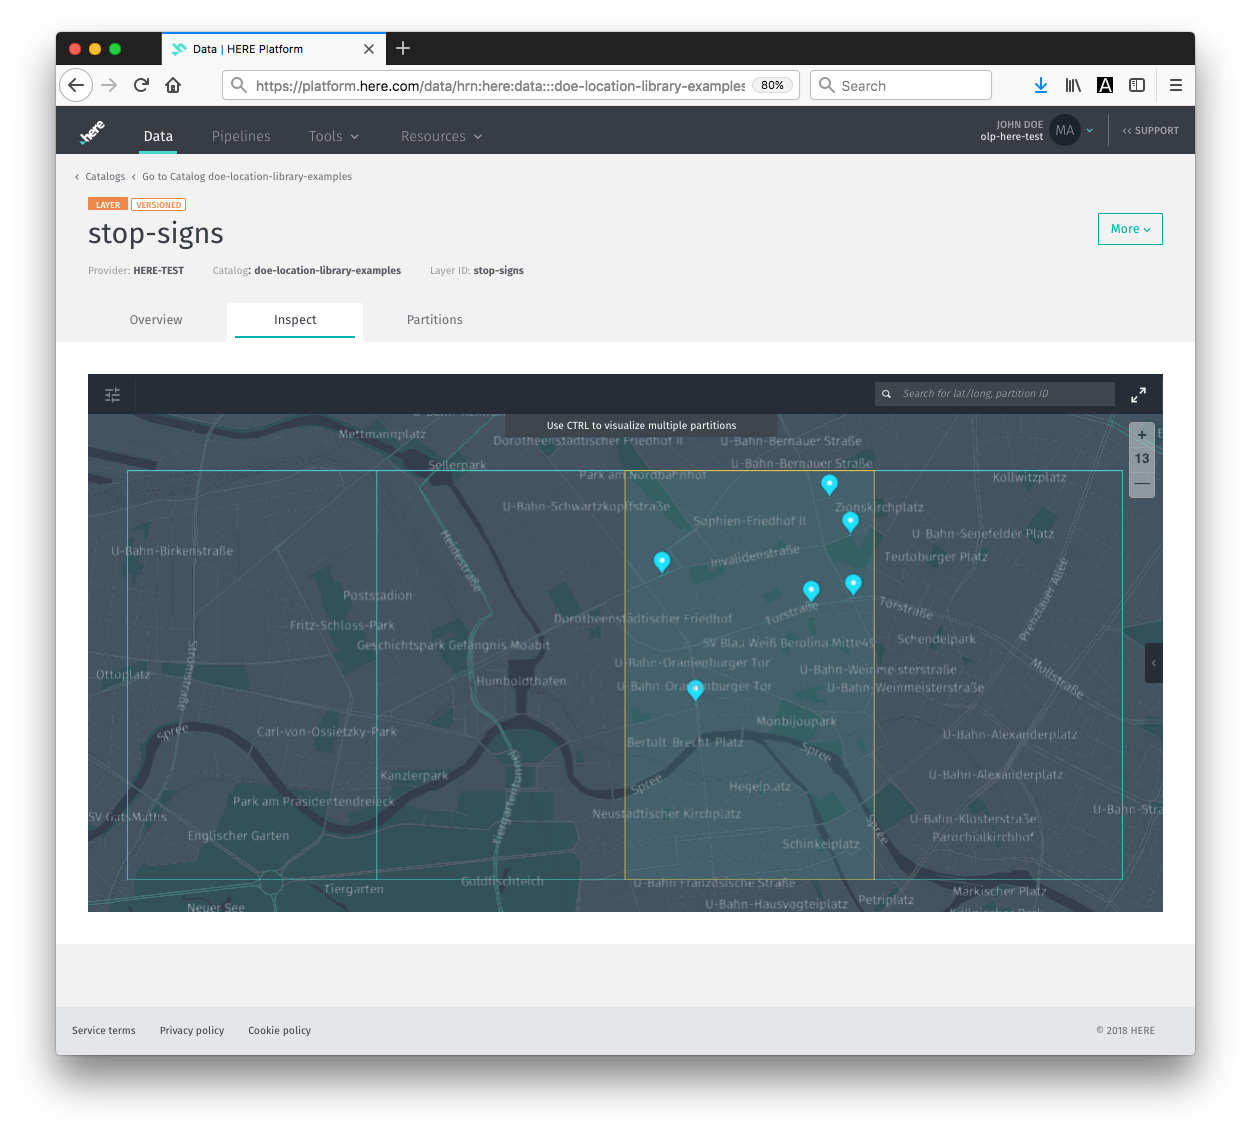 Data | HERE Platform
https://platform.here.com/data/hrn:here:data:::doe-location-library-examples
80%
Search
here
Data
Pipelines
Tools
Resources
JOHN DOE
olp-here-test
MA
‹‹ SUPPORT
‹ Catalogs ‹ Go to Catalog doe-location-library-examples
LAYER VERSIONED
stop-signs
More
Provider: HERE-TEST Catalog: doe-location-library-examples Layer ID: stop-signs
Overview
Inspect
Partitions
Search for lat/long, partition ID
Use CTRL to visualize multiple partitions
Mettmannplatz
Dorotheenstädtischer Friedhof II
U-Bahn-Bernauer Straße
+
13
—
Sellerpark
U-Bahn-Bernauer Straße
Park am Nordbahnhof
Kollwitzplatz
U-Bahn-Schwartzkopffstraße
Zionskirchplatz
Sophien-Friedhof II
U-Bahn-Senefelder Platz
U-Bahn-Birkenstraße
Heidestraße
Invalidenstraße
Teutoburger Platz
Prenzlauer Allee
Poststadion
Torstraße
Torstraße
Fritz-Schloss-Park
Dorotheenstädtischer Friedhof
Geschichtspark Gefängnis Moabit
SV Blau Weiß Berolina Mitte49
Schendelpark
Stromstraße
U-Bahn-Oranienburger Tor
U-Bahn-Weinmeisterstraße
Mollstraße
Ottoplatz
Humboldthafen
U-Bahn-Oranienburger Tor
U-Bahn-Weinmeisterstraße
Spree
Carl-von-Ossietzky-Park
Monbijoupark
U-Bahn-Alexanderplatz
Bertolt-Brecht-Platz
Spree
Kanzlerpark
Tiergartentunnel
Spree
Hegelplatz
U-Bahn-Alexanderplatz
Park am Präsidentendreieck
Neustädtischer Kirchplatz
U-Bahn-Stra
SV GutsMuths
U-Bahn-Klosterstraße
Englischer Garten
Spree
Parochialkirchhof
Schinkelplatz
Goldfischteich
U-Bahn Französische Straße
Tiergarten
Märkischer Platz
Petriplatz
Neuer See
U-Bahn-Hausvogteiplatz
Service terms
Privacy policy
Cookie policy
© 2018 HERE